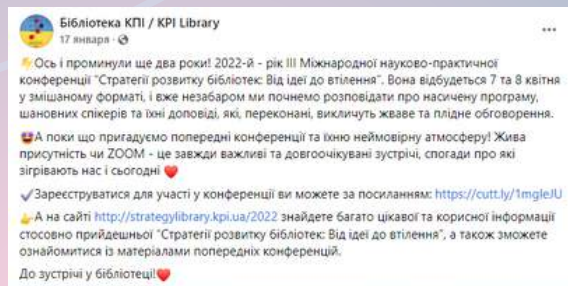 Бібліотека КПІ / KPI Library
17 января ·
👇Ось і проминули ще два роки! 2022-й - рік III Міжнародної науково-практичної
конференції "Стратегії розвитку бібліотек: Від ідеї до втілення". Вона відбудеться 7 та 8 квітня
у змішаному форматі, і вже незабаром ми почнемо розповідати про насичену програму,
шановних спікерів та їхні доповіді, які, переконані, викличуть жваве та плідне обговорення.
😍А поки що пригадуємо попередні конференції та їхню неймовірну атмосферу! Жива
присутність чи ZOOM - це завжди важливі та довгоочікувані зустрічі, спогади про які
зігрівають нас і сьогодні❤️
✔️Зареєструватися для участі у конференції ви можете за посиланням: https://cutt.ly/1mgleJU
👉А на сайті http://strategylibrary.kpi.ua/2022 знайдете багато цікавої та корисної інформації
стосовно прийдешньої "Стратегії розвитку бібліотек: Від ідеї до втілення", а також зможете
ознайомитися із матеріалами попередніх конференцій.
До зустрічі у бібліотеці!❤️